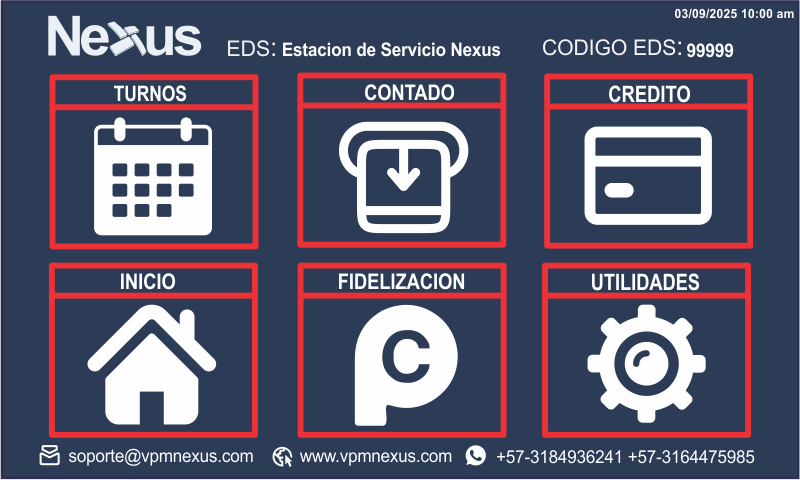 03/09/2025 10:00 am
Nexus EDS: Estacion de Servicio Nexus CODIGO EDS: 99999
TURNOS CONTADO CREDITO
INICIO FIDELIZACION UTILIDADES
C
soporte@vpmnexus.com www.vpmnexus.com +57-3184936241 +57-3164475985